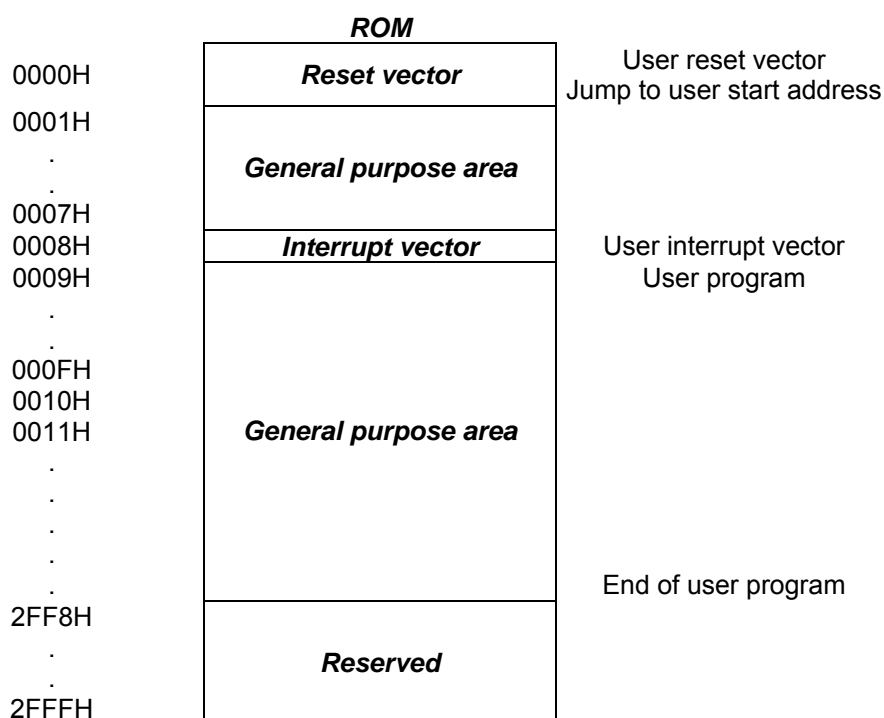 ROM
0000H Reset vector User reset vector
Jump to user start address
0001H
.
General purpose area
.
0007H
0008H Interrupt vector User interrupt vector
0009H User program
.
.
000FH
0010H
0011H General purpose area
.
.
.
.
. End of user program
2FF8H
.
Reserved
.
2FFFH